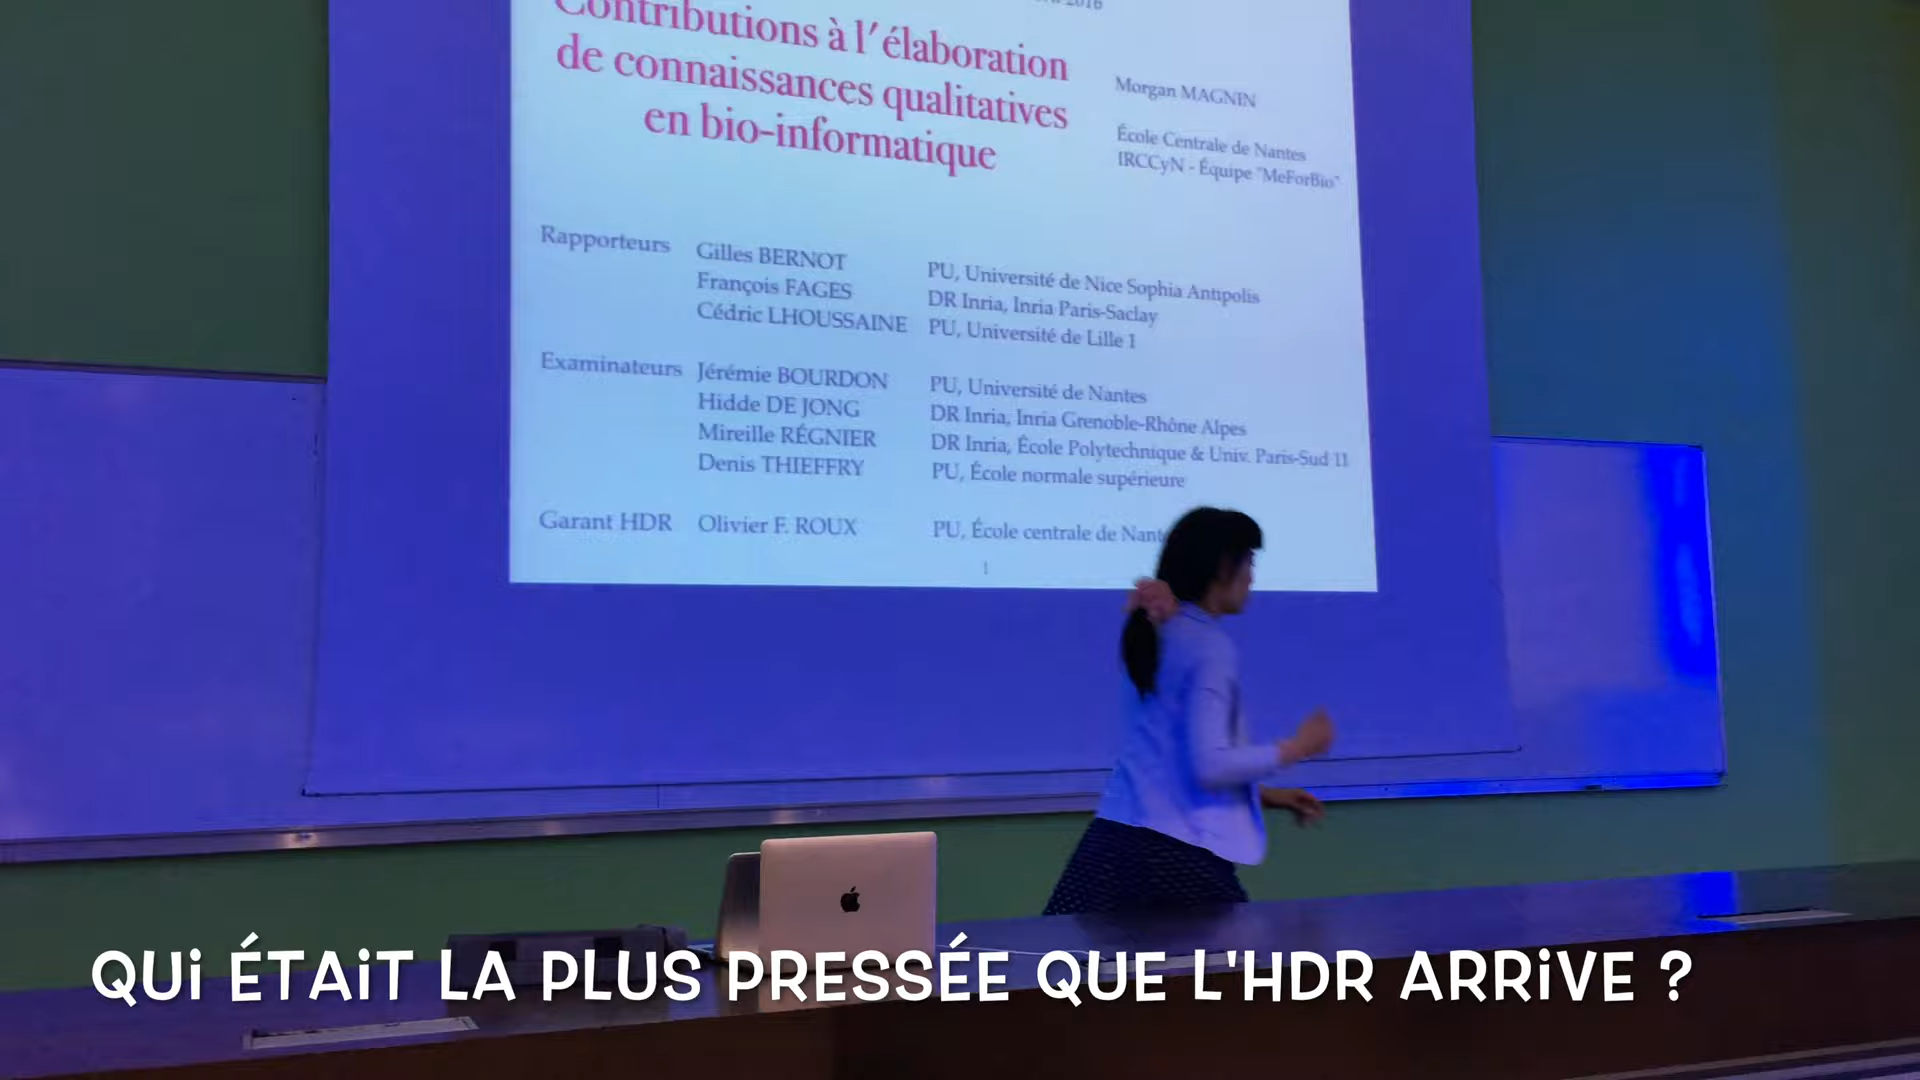 2016
Contributions à l'élaboration
de connaissances qualitatives
en bio-informatique
Morgan MAGNIN
École Centrale de Nantes
IRCCyN - Équipe "MeForBio"
Rapporteurs Gilles BERNOT PU, Université de Nice Sophia Antipolis
François FAGES DR Inria, Inria Paris-Saclay
Cédric LHOUSSAINE PU, Université de Lille 1
Examinateurs Jérémie BOURDON PU, Université de Nantes
Hidde DE JONG DR Inria, Inria Grenoble-Rhône Alpes
Mireille RÉGNIER DR Inria, École Polytechnique & Univ. Paris-Sud 11
Denis THIEFFRY PU, École normale supérieure
Garant HDR Olivier F. ROUX PU, École centrale de Nant
1
QUi ÉTAiT LA PLUS PRESSÉE QUE L'HDR ARRiVE ?